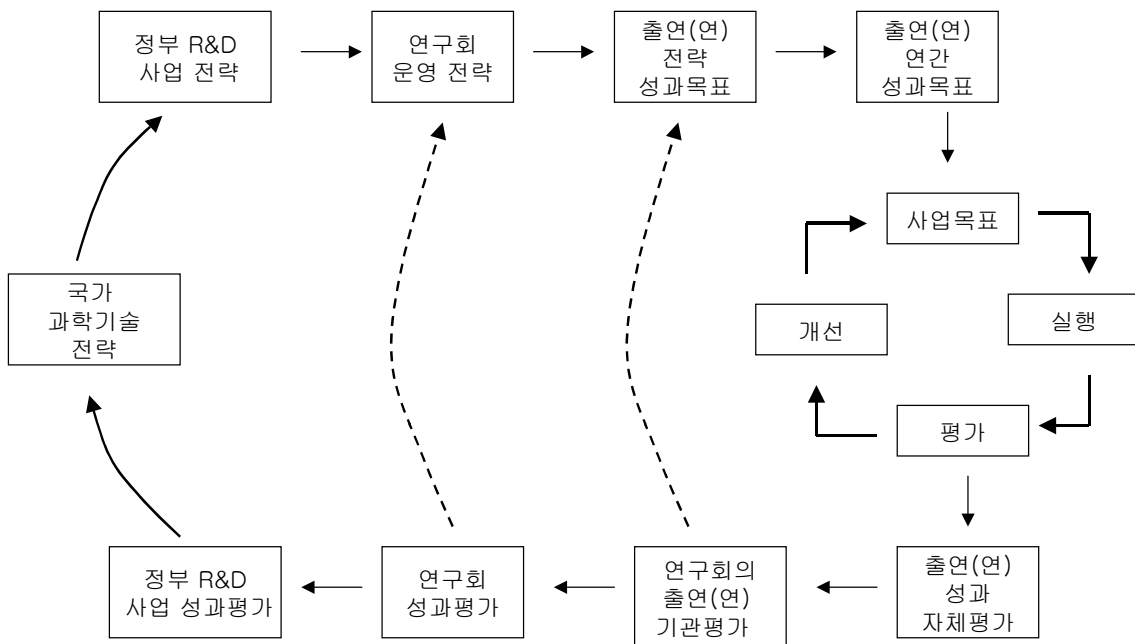 정부 R&D
사업 전략
연구회
운영 전략
출연(연)
전략
성과목표
출연(연)
연간
성과목표
사업목표
국가
과학기술
전략
개선
실행
평가
정부 R&D
사업 성과평가
연구회
성과평가
연구회의
출연(연)
기관평가
출연(연)
성과
자체평가